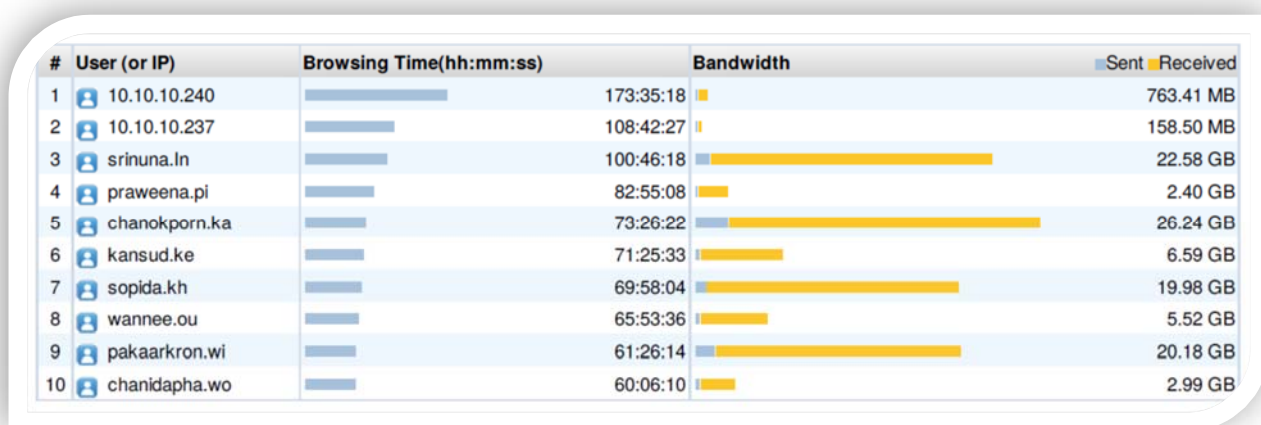 # User (or IP) Browsing Time(hh:mm:ss) Bandwidth Sent Received
1 10.10.10.240 173:35:18 763.41 MB
2 10.10.10.237 108:42:27 158.50 MB
3 srinuna.ln 100:46:18 22.58 GB
4 praweena.pi 82:55:08 2.40 GB
5 chanokporn.ka 73:26:22 26.24 GB
6 kansud.ke 71:25:33 6.59 GB
7 sopida.kh 69:58:04 19.98 GB
8 wannee.ou 65:53:36 5.52 GB
9 pakaarkron.wi 61:26:14 20.18 GB
10 chanidapha.wo 60:06:10 2.99 GB